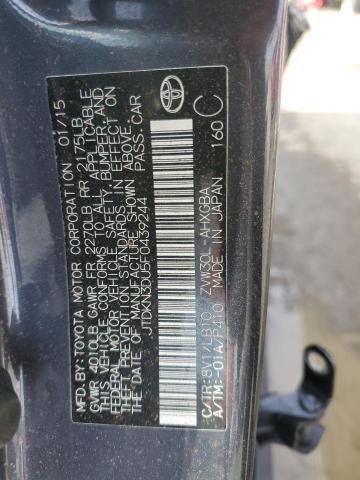 MFD. BY: TOYOTA MOTOR CORPORATION 01/15
GVWR 4010LB GAWR FR 2270LB RR 2175LB
THIS VEHICLE CONFORMS TO ALL APPLICABLE
FEDERAL MOTOR VEHICLE SAFETY, BUMPER, AND
THEFT PREVENTION STANDARDS IN EFFECT ON
THE DATE OF MANUFACTURE SHOWN ABOVE.
JTDKN3DU5F0439244 PASS.CAR
C/TR: 8V1/LB10 ZVW30L-AHXGBA
A/TM: -01A/P410 MADE IN JAPAN 160 C